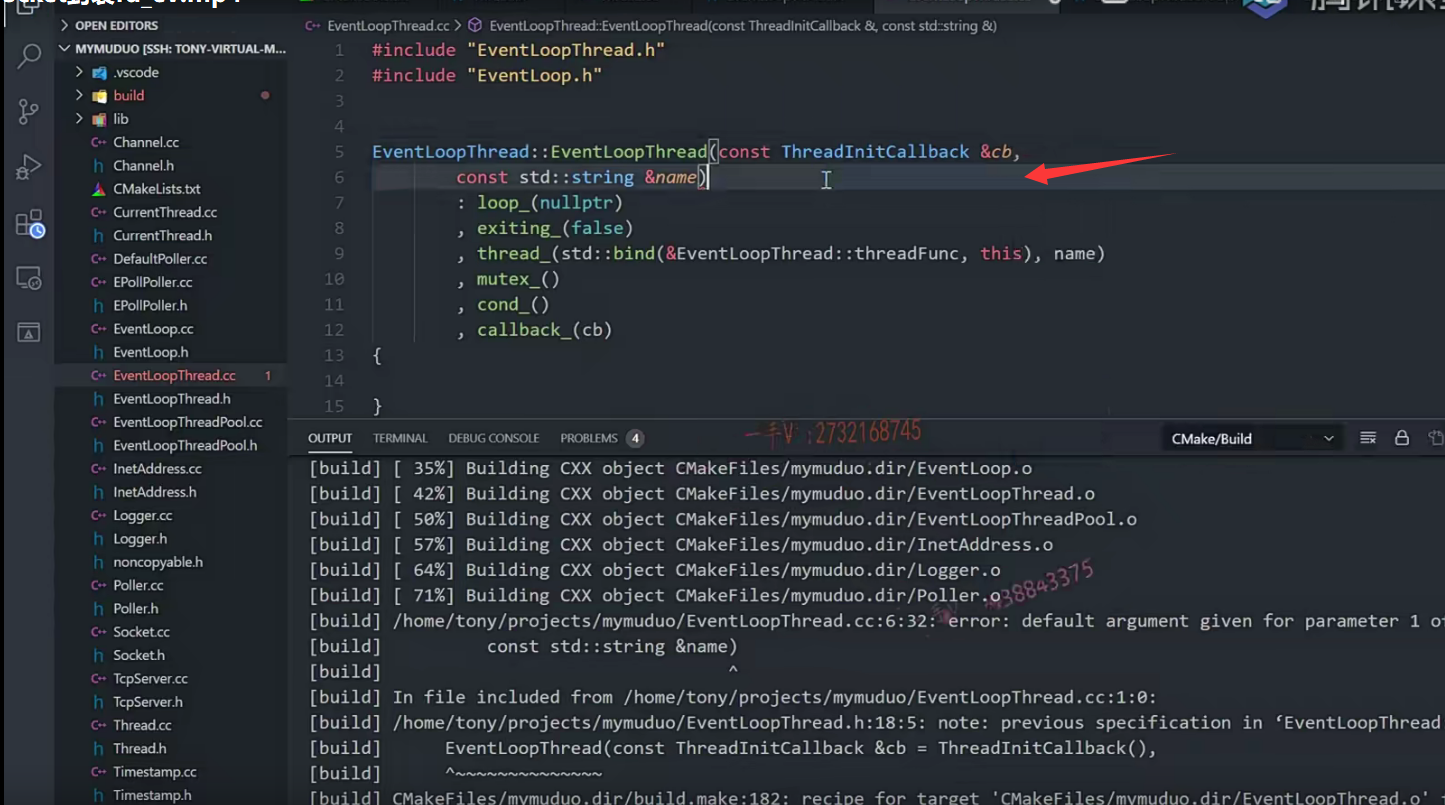 OPEN EDITORS
MYMUDUO [SSH: TONY-VIRTUAL-M...
.vscode
build
lib
Channel.cc
Channel.h
CMakeLists.txt
CurrentThread.cc
CurrentThread.h
DefaultPoller.cc
EPollPoller.cc
EPollPoller.h
EventLoop.cc
EventLoop.h
EventLoopThread.cc 1
EventLoopThread.h
EventLoopThreadPool.cc
EventLoopThreadPool.h
InetAddress.cc
InetAddress.h
Logger.cc
Logger.h
noncopyable.h
Poller.cc
Poller.h
Socket.cc
Socket.h
TcpServer.cc
TcpServer.h
Thread.cc
Thread.h
Timestamp.cc
Timestamp.h
EventLoopThread.cc > EventLoopThread::EventLoopThread(const ThreadInitCallback &, const std::string &)
1 #include "EventLoopThread.h"
2 #include "EventLoop.h"
3
4
5 EventLoopThread::EventLoopThread(const ThreadInitCallback &cb,
6 const std::string &name)
7 : loop_(nullptr)
8 , exiting_(false)
9 , thread_(std::bind(&EventLoopThread::threadFunc, this), name)
10 , mutex_()
11 , cond_()
12 , callback_(cb)
13 {
14
15 }
OUTPUT TERMINAL DEBUG CONSOLE PROBLEMS 4 CMake/Build
一手V:2732168745
[build] [ 35%] Building CXX object CMakeFiles/mymuduo.dir/EventLoop.o
[build] [ 42%] Building CXX object CMakeFiles/mymuduo.dir/EventLoopThread.o
[build] [ 50%] Building CXX object CMakeFiles/mymuduo.dir/EventLoopThreadPool.o
[build] [ 57%] Building CXX object CMakeFiles/mymuduo.dir/InetAddress.o
[build] [ 64%] Building CXX object CMakeFiles/mymuduo.dir/Logger.o
[build] [ 71%] Building CXX object CMakeFiles/mymuduo.dir/Poller.o
[build] /home/tony/projects/mymuduo/EventLoopThread.cc:6:32: error: default argument given for parameter 1 of
[build] const std::string &name)
[build] ^
[build] In file included from /home/tony/projects/mymuduo/EventLoopThread.cc:1:0:
[build] /home/tony/projects/mymuduo/EventLoopThread.h:18:5: note: previous specification in ‘EventLoopThread
[build] EventLoopThread(const ThreadInitCallback &cb = ThreadInitCallback(),
[build] ^~~~~~~~~~~~~~~
[build] CMakeFiles/mymuduo.dir/build.make:182: recipe for target 'CMakeFiles/mymuduo.dir/EventLoopThread.o'